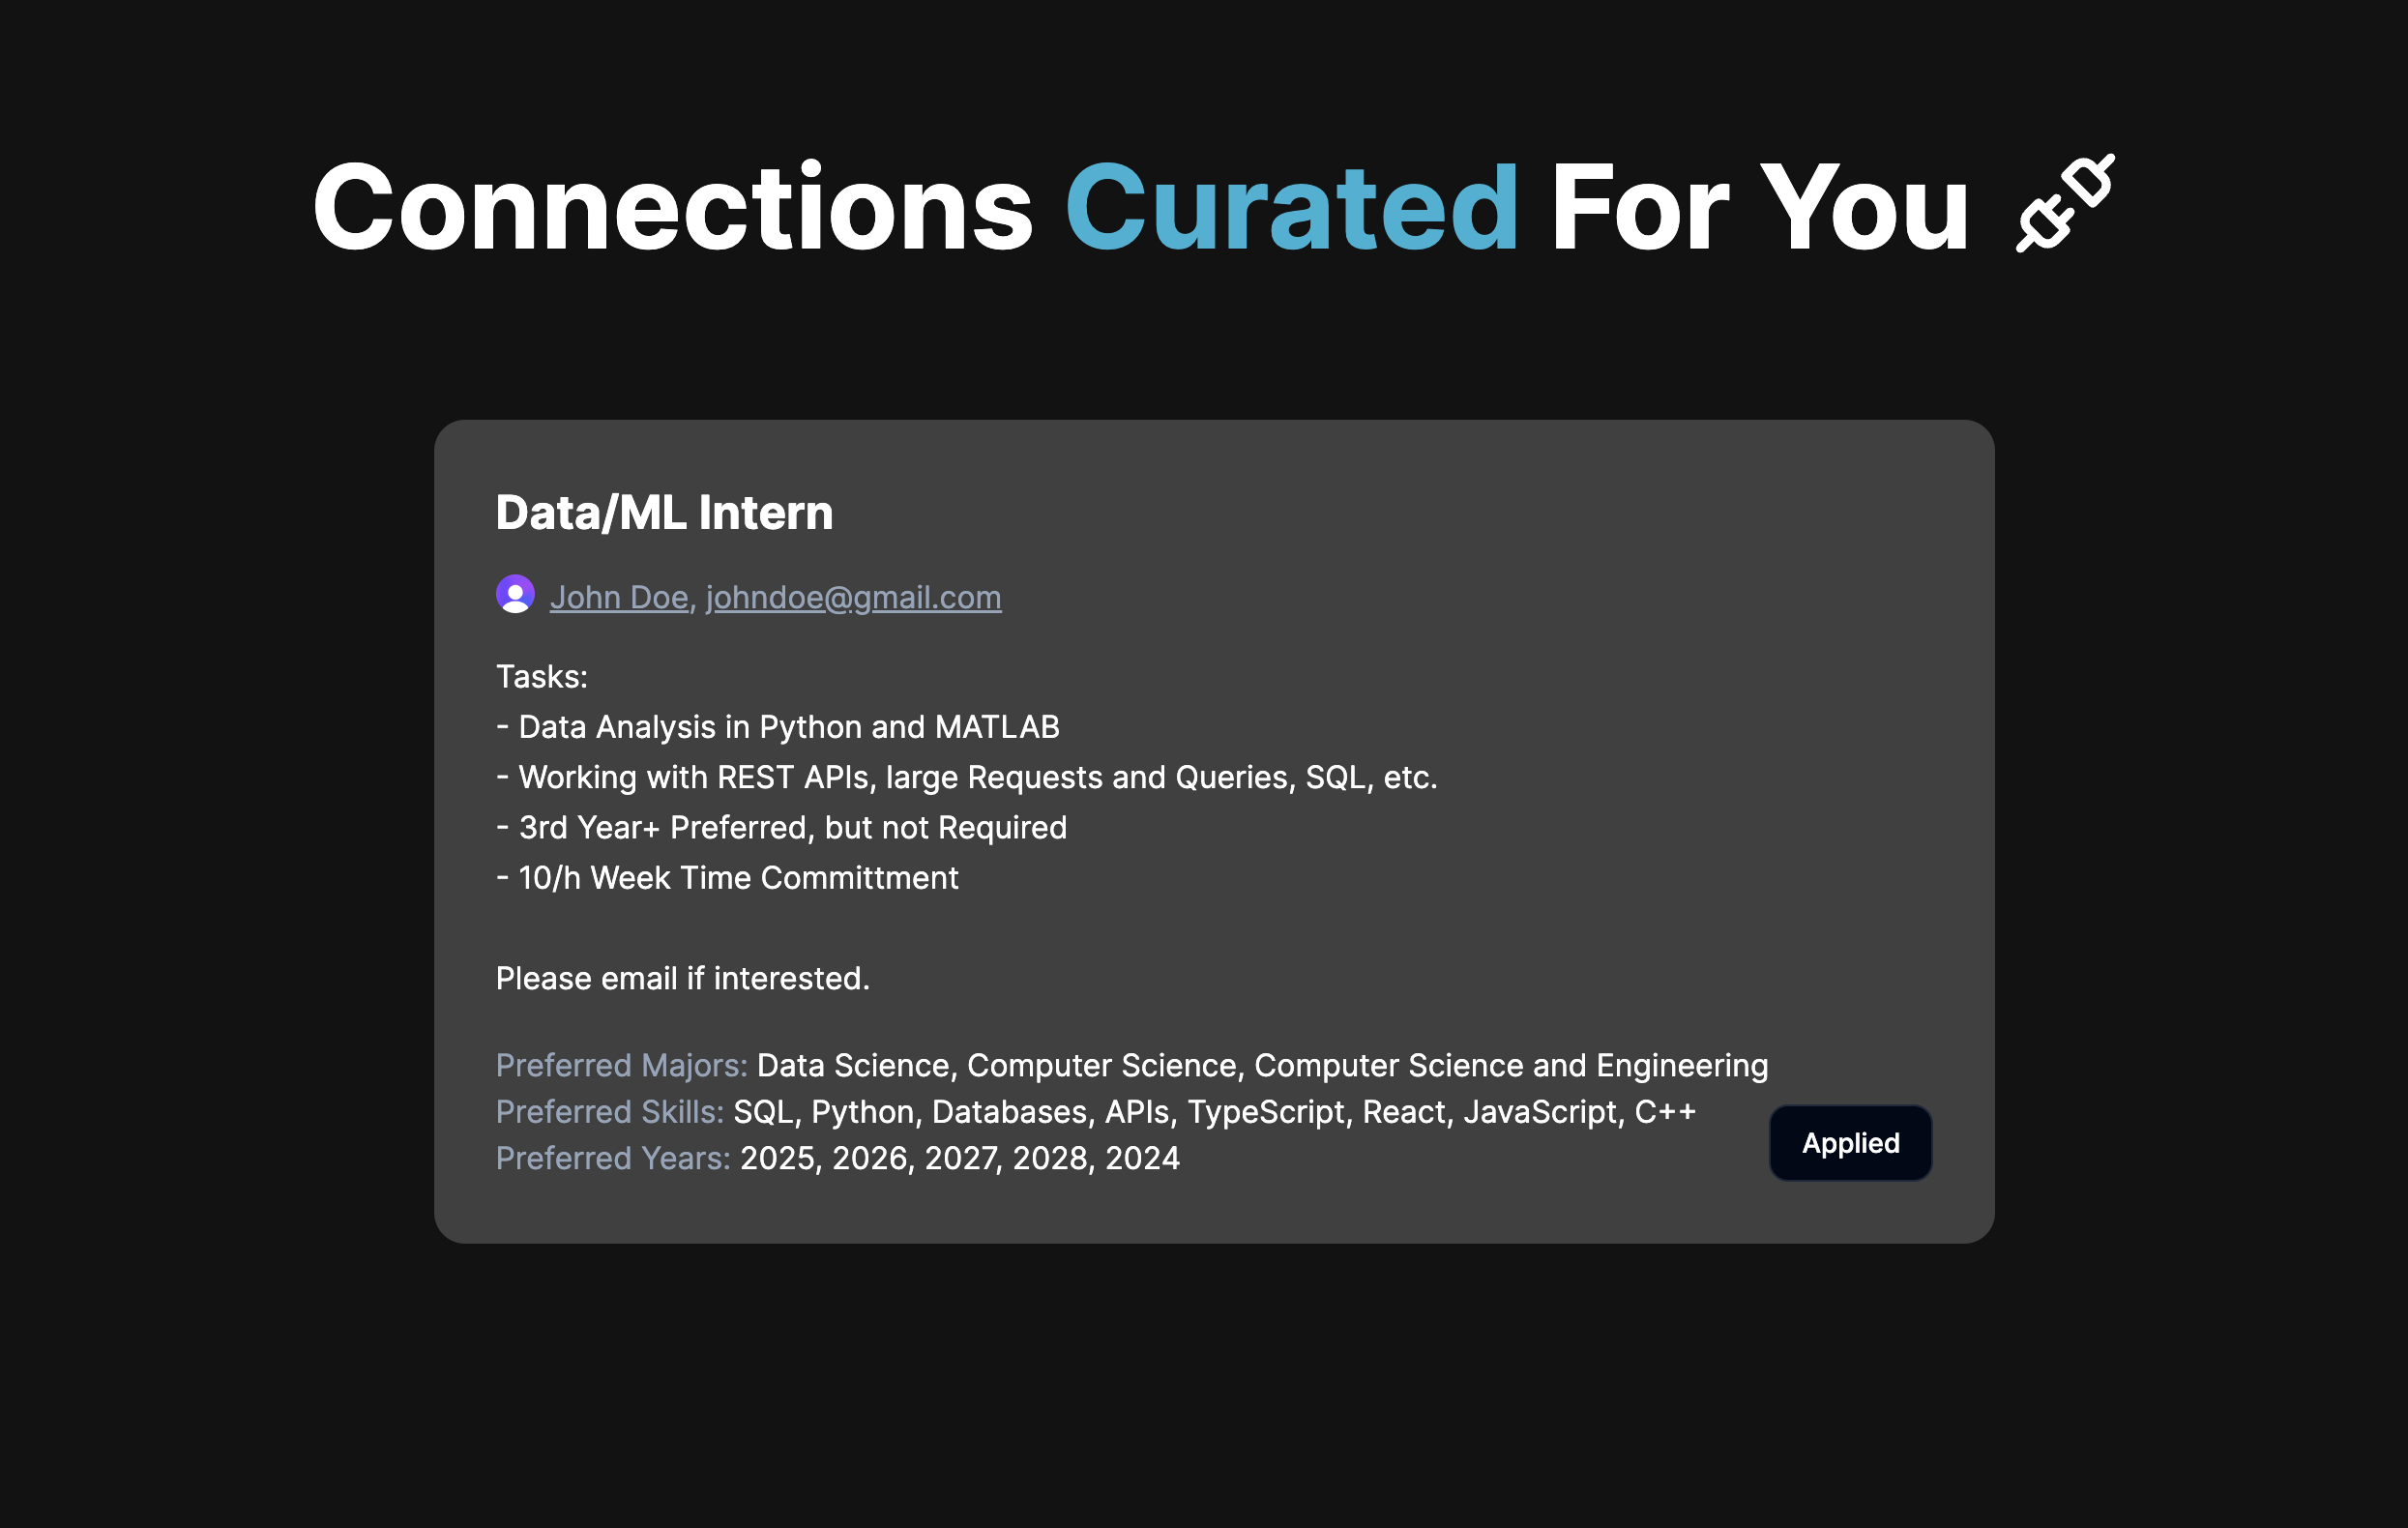 Connections Curated For You
Data/ML Intern
John Doe, johndoe@gmail.com
Tasks:
- Data Analysis in Python and MATLAB
- Working with REST APIs, large Requests and Queries, SQL, etc.
- 3rd Year+ Preferred, but not Required
- 10/h Week Time Committment
Please email if interested.
Preferred Majors: Data Science, Computer Science, Computer Science and Engineering
Preferred Skills: SQL, Python, Databases, APIs, TypeScript, React, JavaScript, C++
Preferred Years: 2025, 2026, 2027, 2028, 2024
Applied